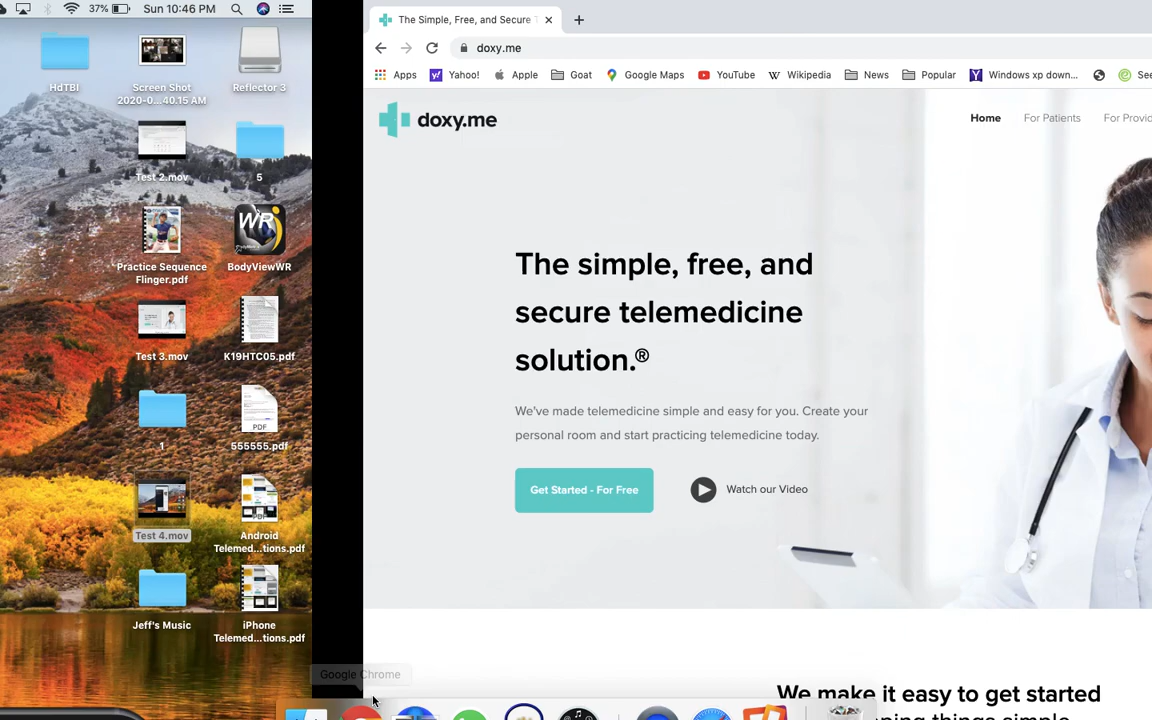 37%
Sun 10:46 PM
HdTBI
Screen Shot
2020-0...40.15 AM
Reflector 3
Test 2.mov
5
WR
Practice Sequence
Flinger.pdf
BodyViewWR
Test 3.mov
K19HTC05.pdf
1
PDF
555555.pdf
Test 4.mov
Android
Telemed...tions.pdf
Jeff's Music
iPhone
Telemed...tions.pdf
Google Chrome
The Simple, Free, and Secure
doxy.me
Apps
Yahoo!
Apple
Goat
Google Maps
YouTube
Wikipedia
News
Popular
Windows xp down...
See
doxy.me
Home
For Patients
For Provid
The simple, free, and
secure telemedicine
solution.®
We've made telemedicine simple and easy for you. Create your
personal room and start practicing telemedicine today.
Get Started - For Free
Watch our Video
We make it easy to get started